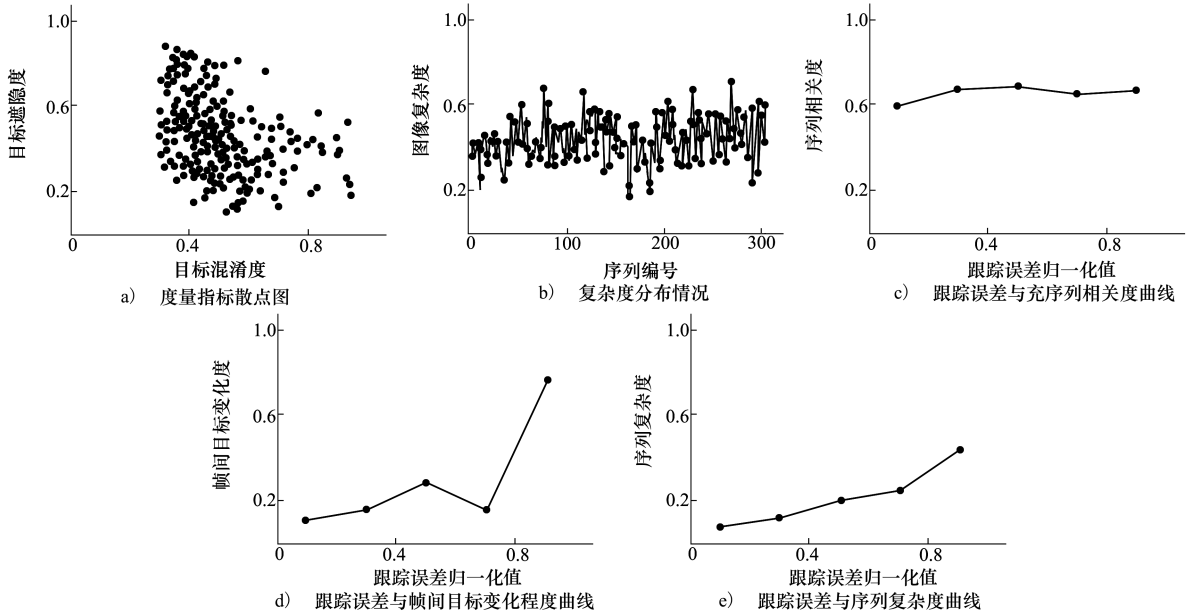 目标遮隐度
1.0
0.6
0.2
0
0.4
0.8
目标混淆度
a) 度量指标散点图
图像复杂度
1.0
0.6
0.2
0
100
200
300
序列编号
b) 复杂度分布情况
序列相关度
1.0
0.6
0.2
0
0.4
0.8
跟踪误差归一化值
c) 跟踪误差与充序列相关度曲线
帧间目标变化度
1.0
0.6
0.2
0
0.4
0.8
跟踪误差归一化值
d) 跟踪误差与帧间目标变化程度曲线
序列复杂度
1.0
0.6
0.2
0
0.4
0.8
跟踪误差归一化值
e) 跟踪误差与序列复杂度曲线